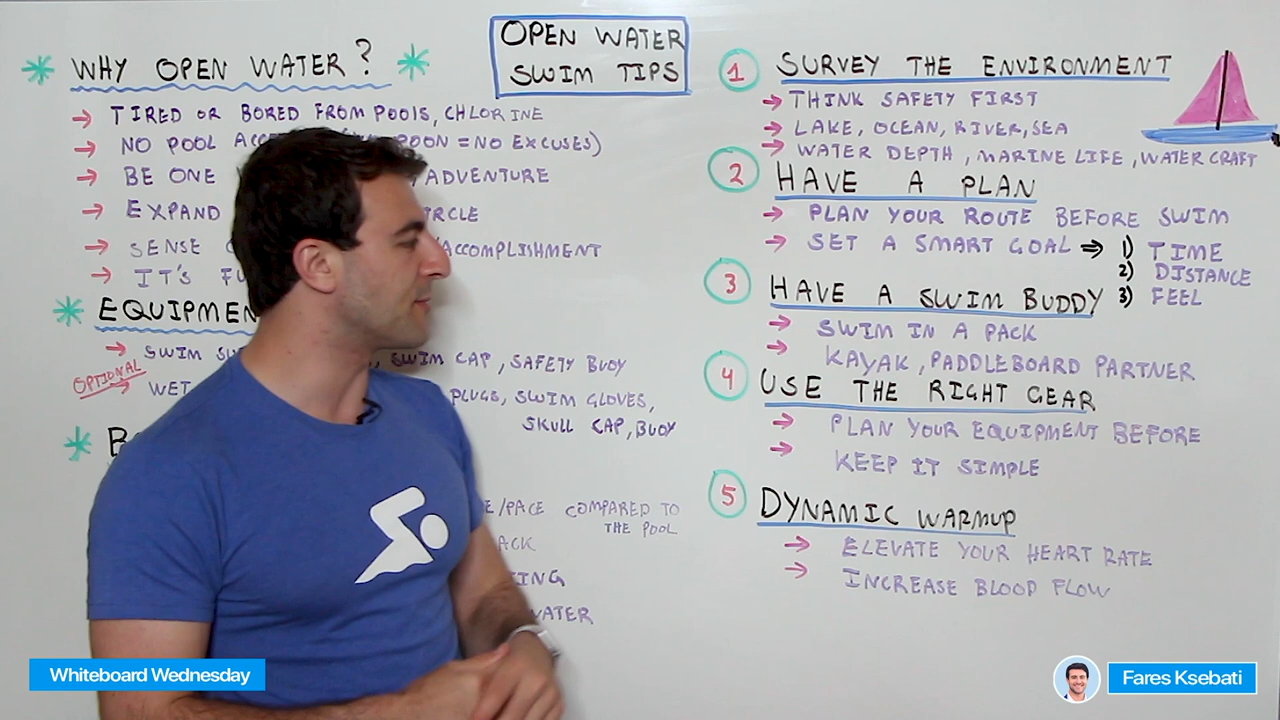 OPEN WATER
SWIM TIPS
WHY OPEN WATER?
TIRED OR BORED FROM POOLS, CHLORINE
NO POOL = NO EXCUSES)
BE ONE /ADVENTURE
EXPAND
SENSE /ACCOMPLISHMENT
IT'S
SWIM , SWIM CAP, SAFETY BUOY
OPTIONAL
PLUGS, SWIM GLOVES,
SKULL CAP, BUOY
/PACE COMPARED TO
THE POOL
1 SURVEY THE ENVIRONMENT
THINK SAFETY FIRST
LAKE, OCEAN, RIVER, SEA
WATER DEPTH, MARINE LIFE, WATER CRAFT
2 HAVE A PLAN
PLAN YOUR ROUTE BEFORE SWIM
SET A SMART GOAL ⇒ 1) TIME
2) DISTANCE
3) FEEL
3 HAVE A SWIM BUDDY
SWIM IN A PACK
KAYAK, PADDLEBOARD PARTNER
4 USE THE RIGHT GEAR
PLAN YOUR EQUIPMENT BEFORE
KEEP IT SIMPLE
5 DYNAMIC WARMUP
ELEVATE YOUR HEART RATE
INCREASE BLOOD FLOW
Whiteboard Wednesday
Fares Ksebati